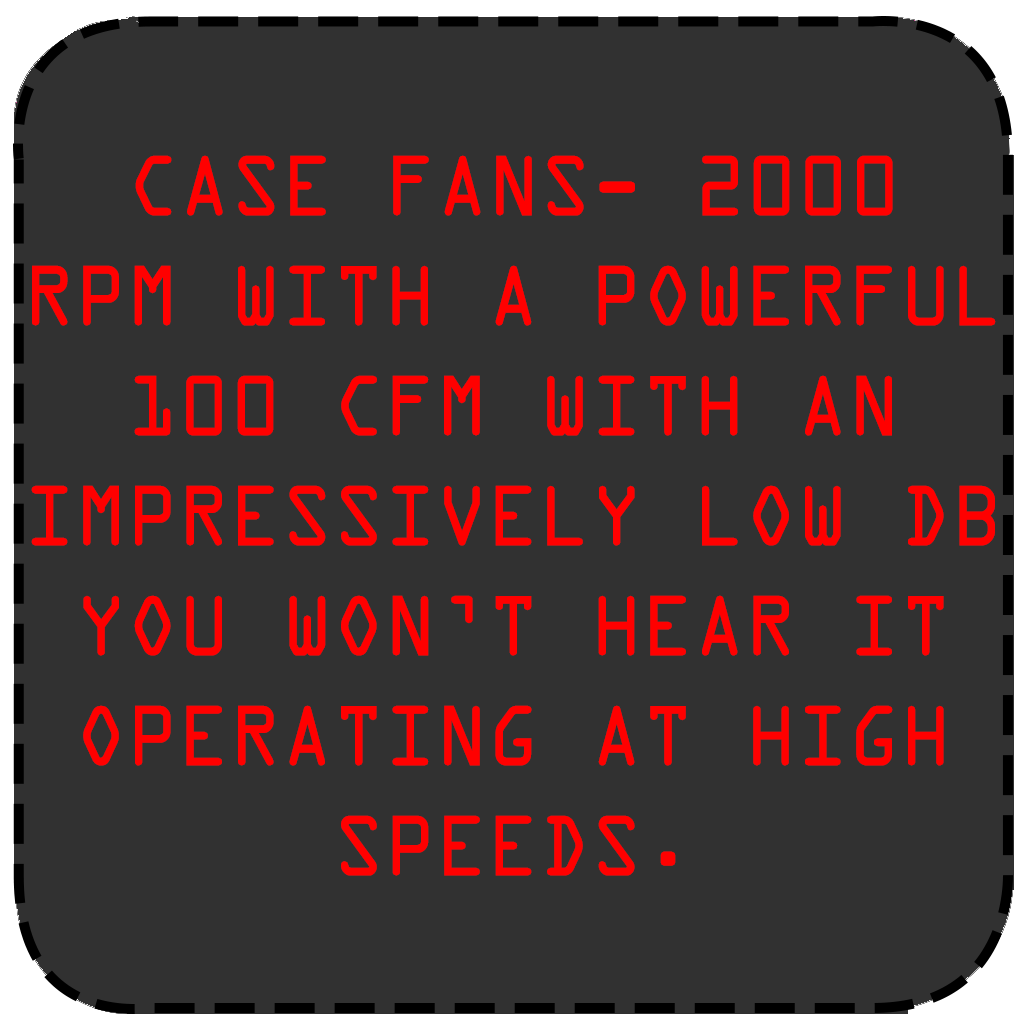 CASE FANS- 2000
RPM WITH A POWERFUL
100 CFM WITH AN
IMPRESSIVELY LOW DB
YOU WON'T HEAR IT
OPERATING AT HIGH
SPEEDS.